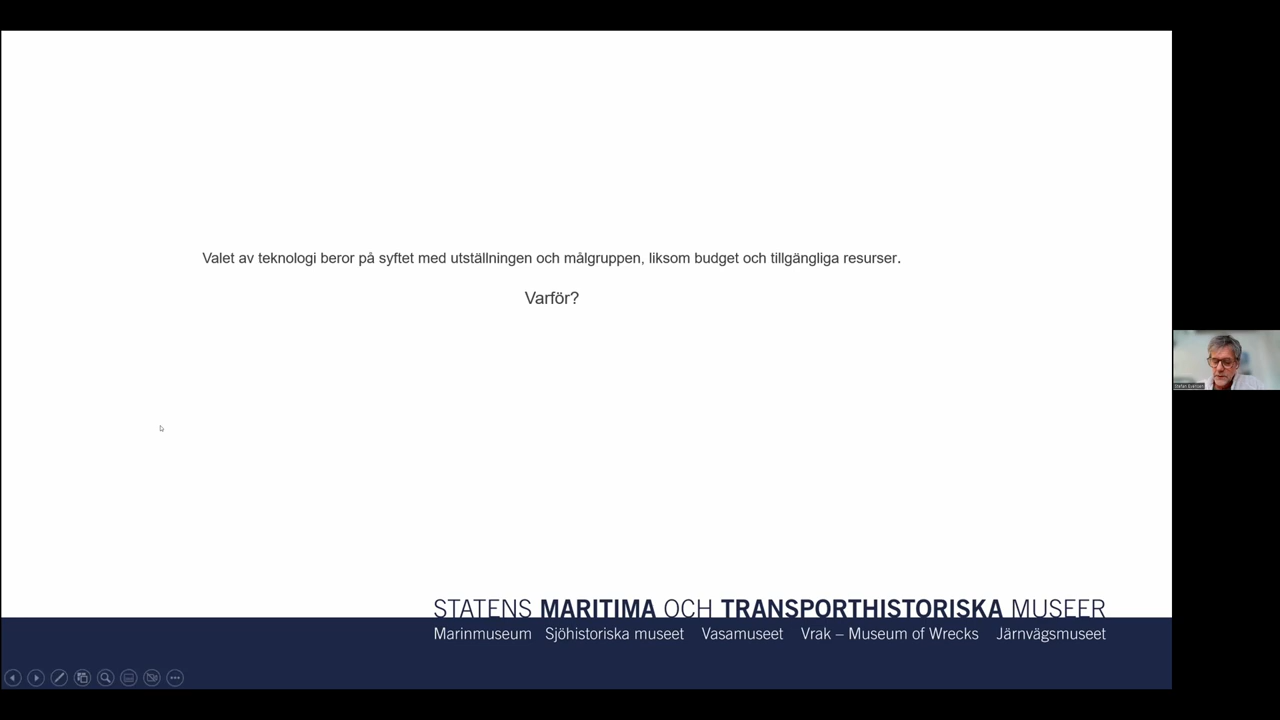 Valet av teknologi beror på syftet med utställningen och målgruppen, liksom budget och tillgängliga resurser.
Varför?
STATENS MARITIMA OCH TRANSPORTHISTORISKA MUSEER
Marinmuseum Sjöhistoriska museet Vasamuseet Vrak – Museum of Wrecks Järnvägsmuseet
Stefan